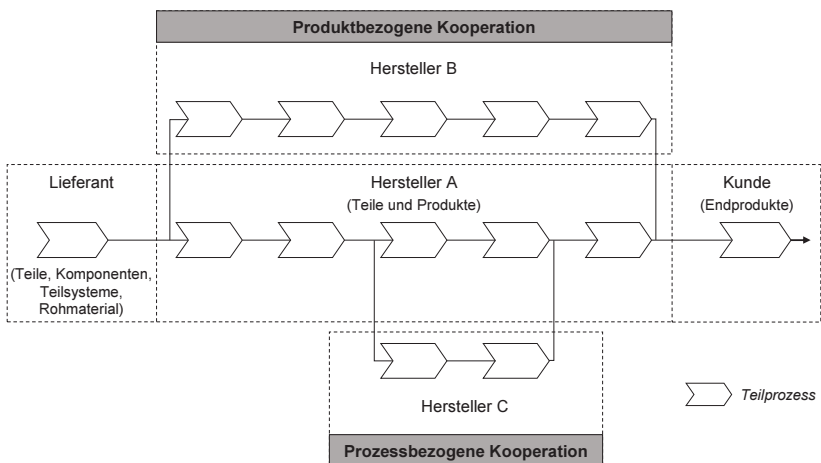 Produktbezogene Kooperation
Hersteller B
Lieferant
Hersteller A
(Teile und Produkte)
Kunde
(Endprodukte)
(Teile, Komponenten,
Teilsysteme,
Rohmaterial)
Hersteller C
Teilprozess
Prozessbezogene Kooperation